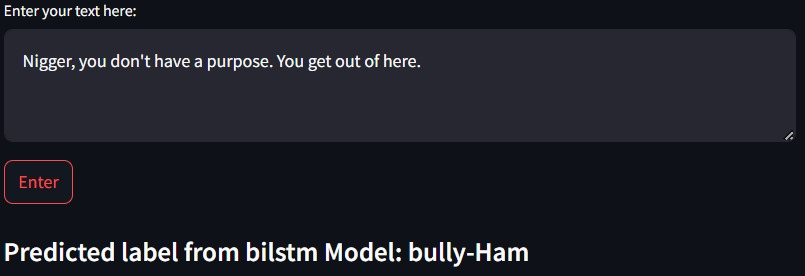 Enter your text here:
Nigger, you don't have a purpose. You get out of here.
Enter
Predicted label from bilstm Model: bully-Ham